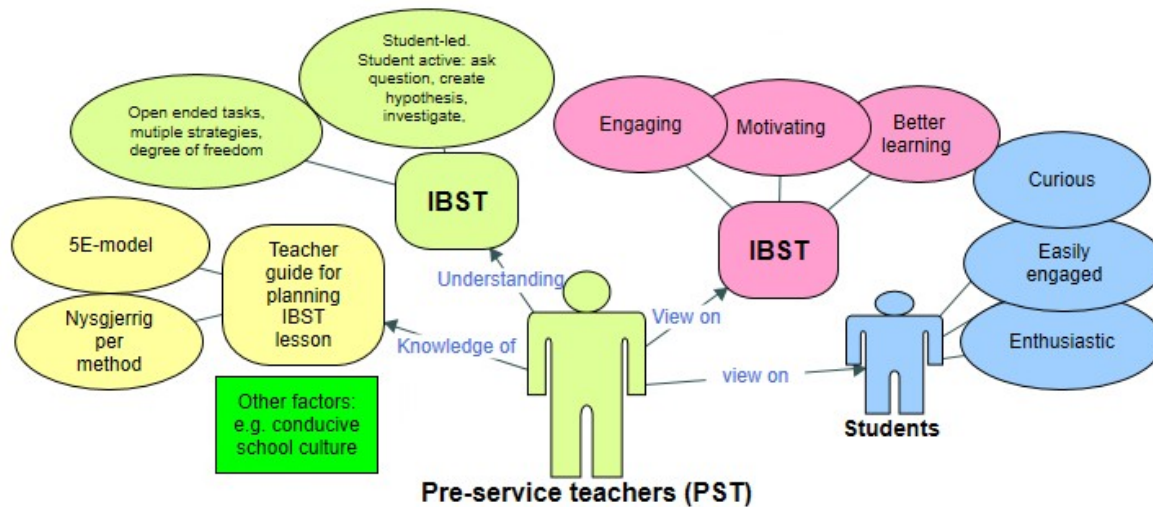 Student-led.
Student active: ask
question, create
hypothesis,
investigate,
Open ended tasks,
mutiple strategies,
degree of freedom
IBST
5E-model
Nysgjerrig
per
method
Teacher
guide for
planning
IBST
lesson
Understanding
Knowledge of
Other factors:
e.g. conducive
school culture
Engaging
Motivating
Better
learning
IBST
View on
view on
Curious
Easily
engaged
Enthusiastic
Students
Pre-service teachers (PST)